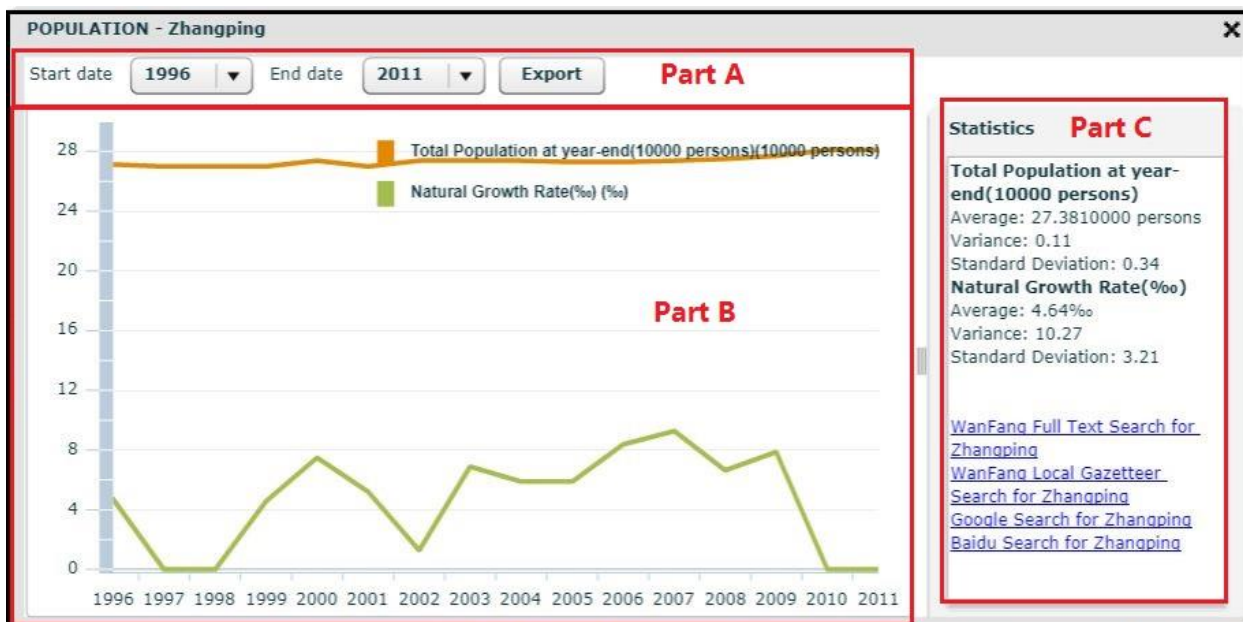 POPULATION - Zhangping
Start date 1996 End date 2011 Export Part A
28
24
20
16
12
8
4
0
Total Population at year-end(10000 persons)(10000 persons)
Natural Growth Rate(‰) (‰)
Part B
1996 1997 1998 1999 2000 2001 2002 2003 2004 2005 2006 2007 2008 2009 2010 2011
Statistics Part C
Total Population at year-
end(10000 persons)
Average: 27.3810000 persons
Variance: 0.11
Standard Deviation: 0.34
Natural Growth Rate(‰)
Average: 4.64‰
Variance: 10.27
Standard Deviation: 3.21
WanFang Full Text Search for
Zhangping
WanFang Local Gazetteer
Search for Zhangping
Google Search for Zhangping
Baidu Search for Zhangping